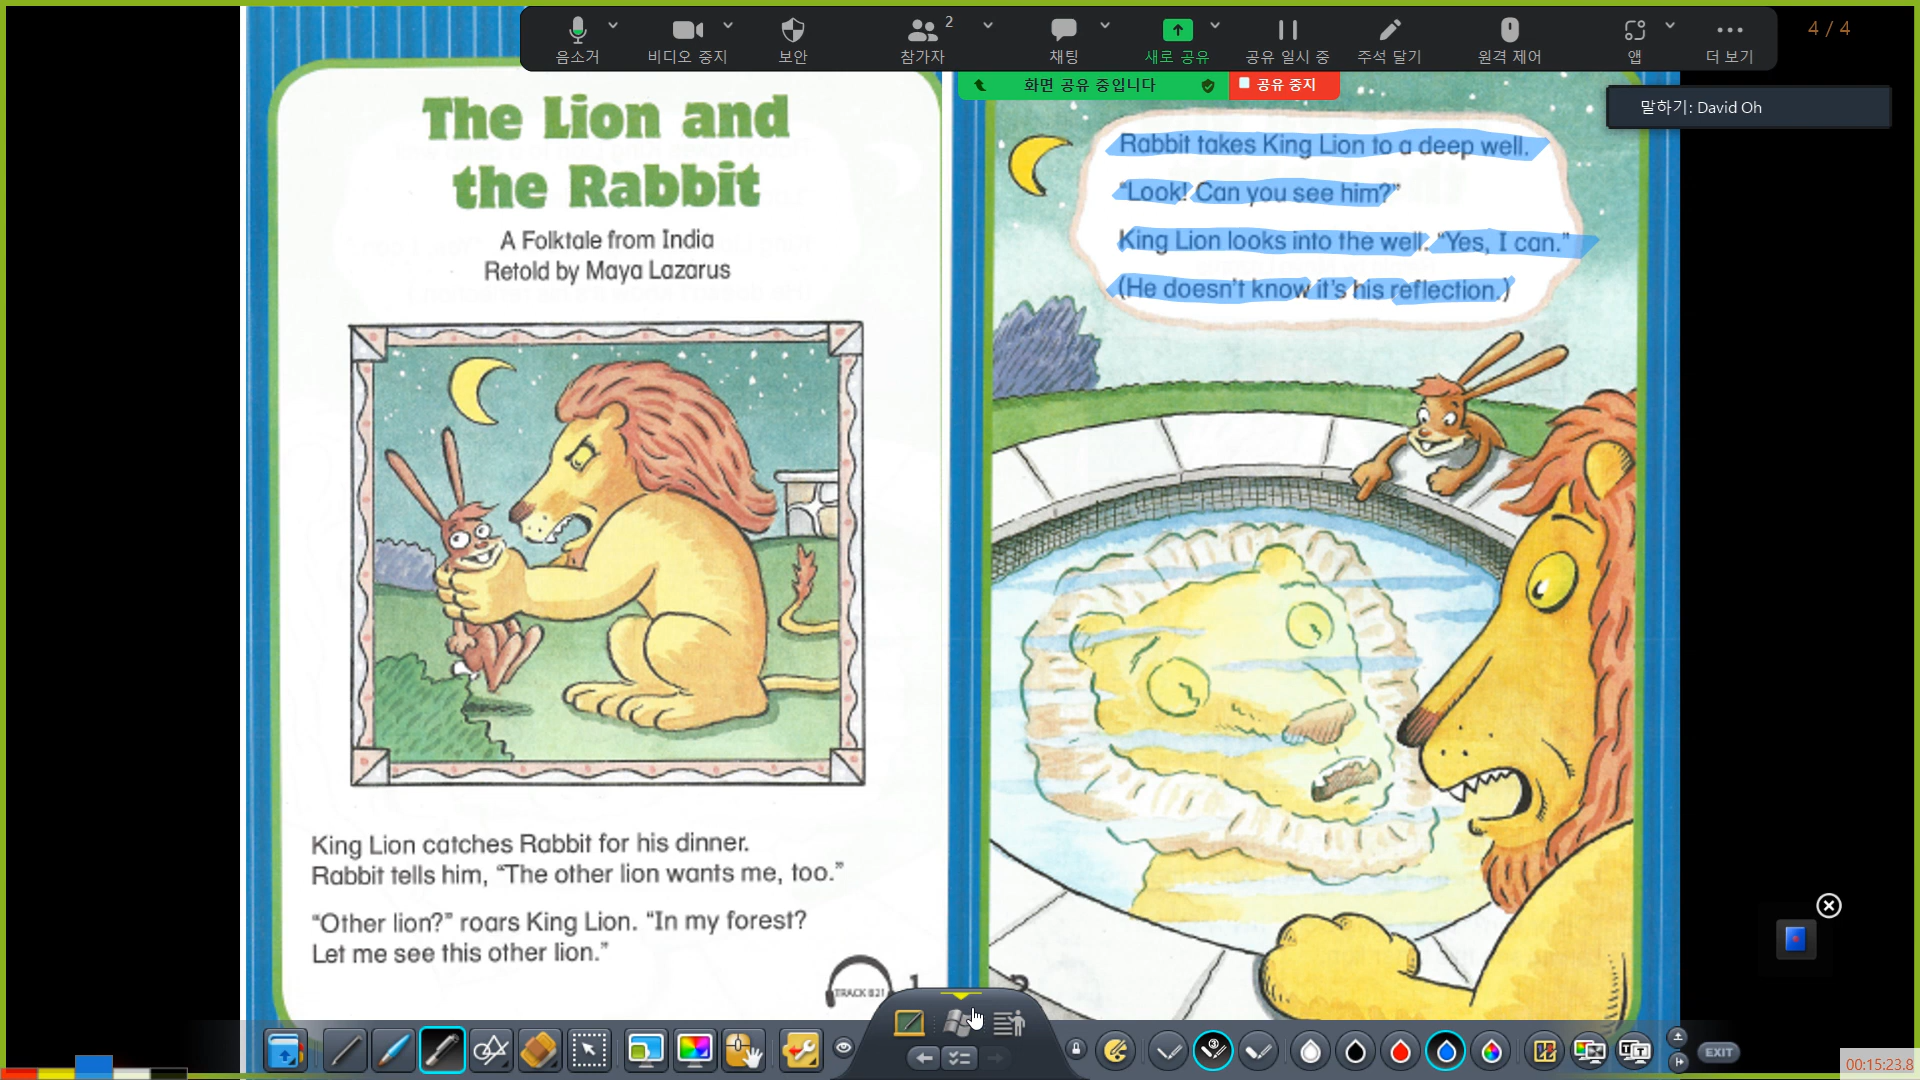 음소거
비디오 중지
보안
참가자
2
채팅
새로 공유
공유 일시 중
주석 달기
원격 제어
앱
더 보기
4 / 4
화면 공유 중입니다
공유 중지
말하기: David Oh
The Lion and
the Rabbit
A Folktale from India
Retold by Maya Lazarus
King Lion catches Rabbit for his dinner.
Rabbit tells him, “The other lion wants me, too.”
“Other lion?” roars King Lion. “In my forest?
Let me see this other lion.”
TRACK B21
1
Rabbit takes King Lion to a deep well.
“Look! Can you see him?”
King Lion looks into the well. “Yes, I can.”
(He doesn't know it's his reflection.)
2
EXIT
00:15:23.8